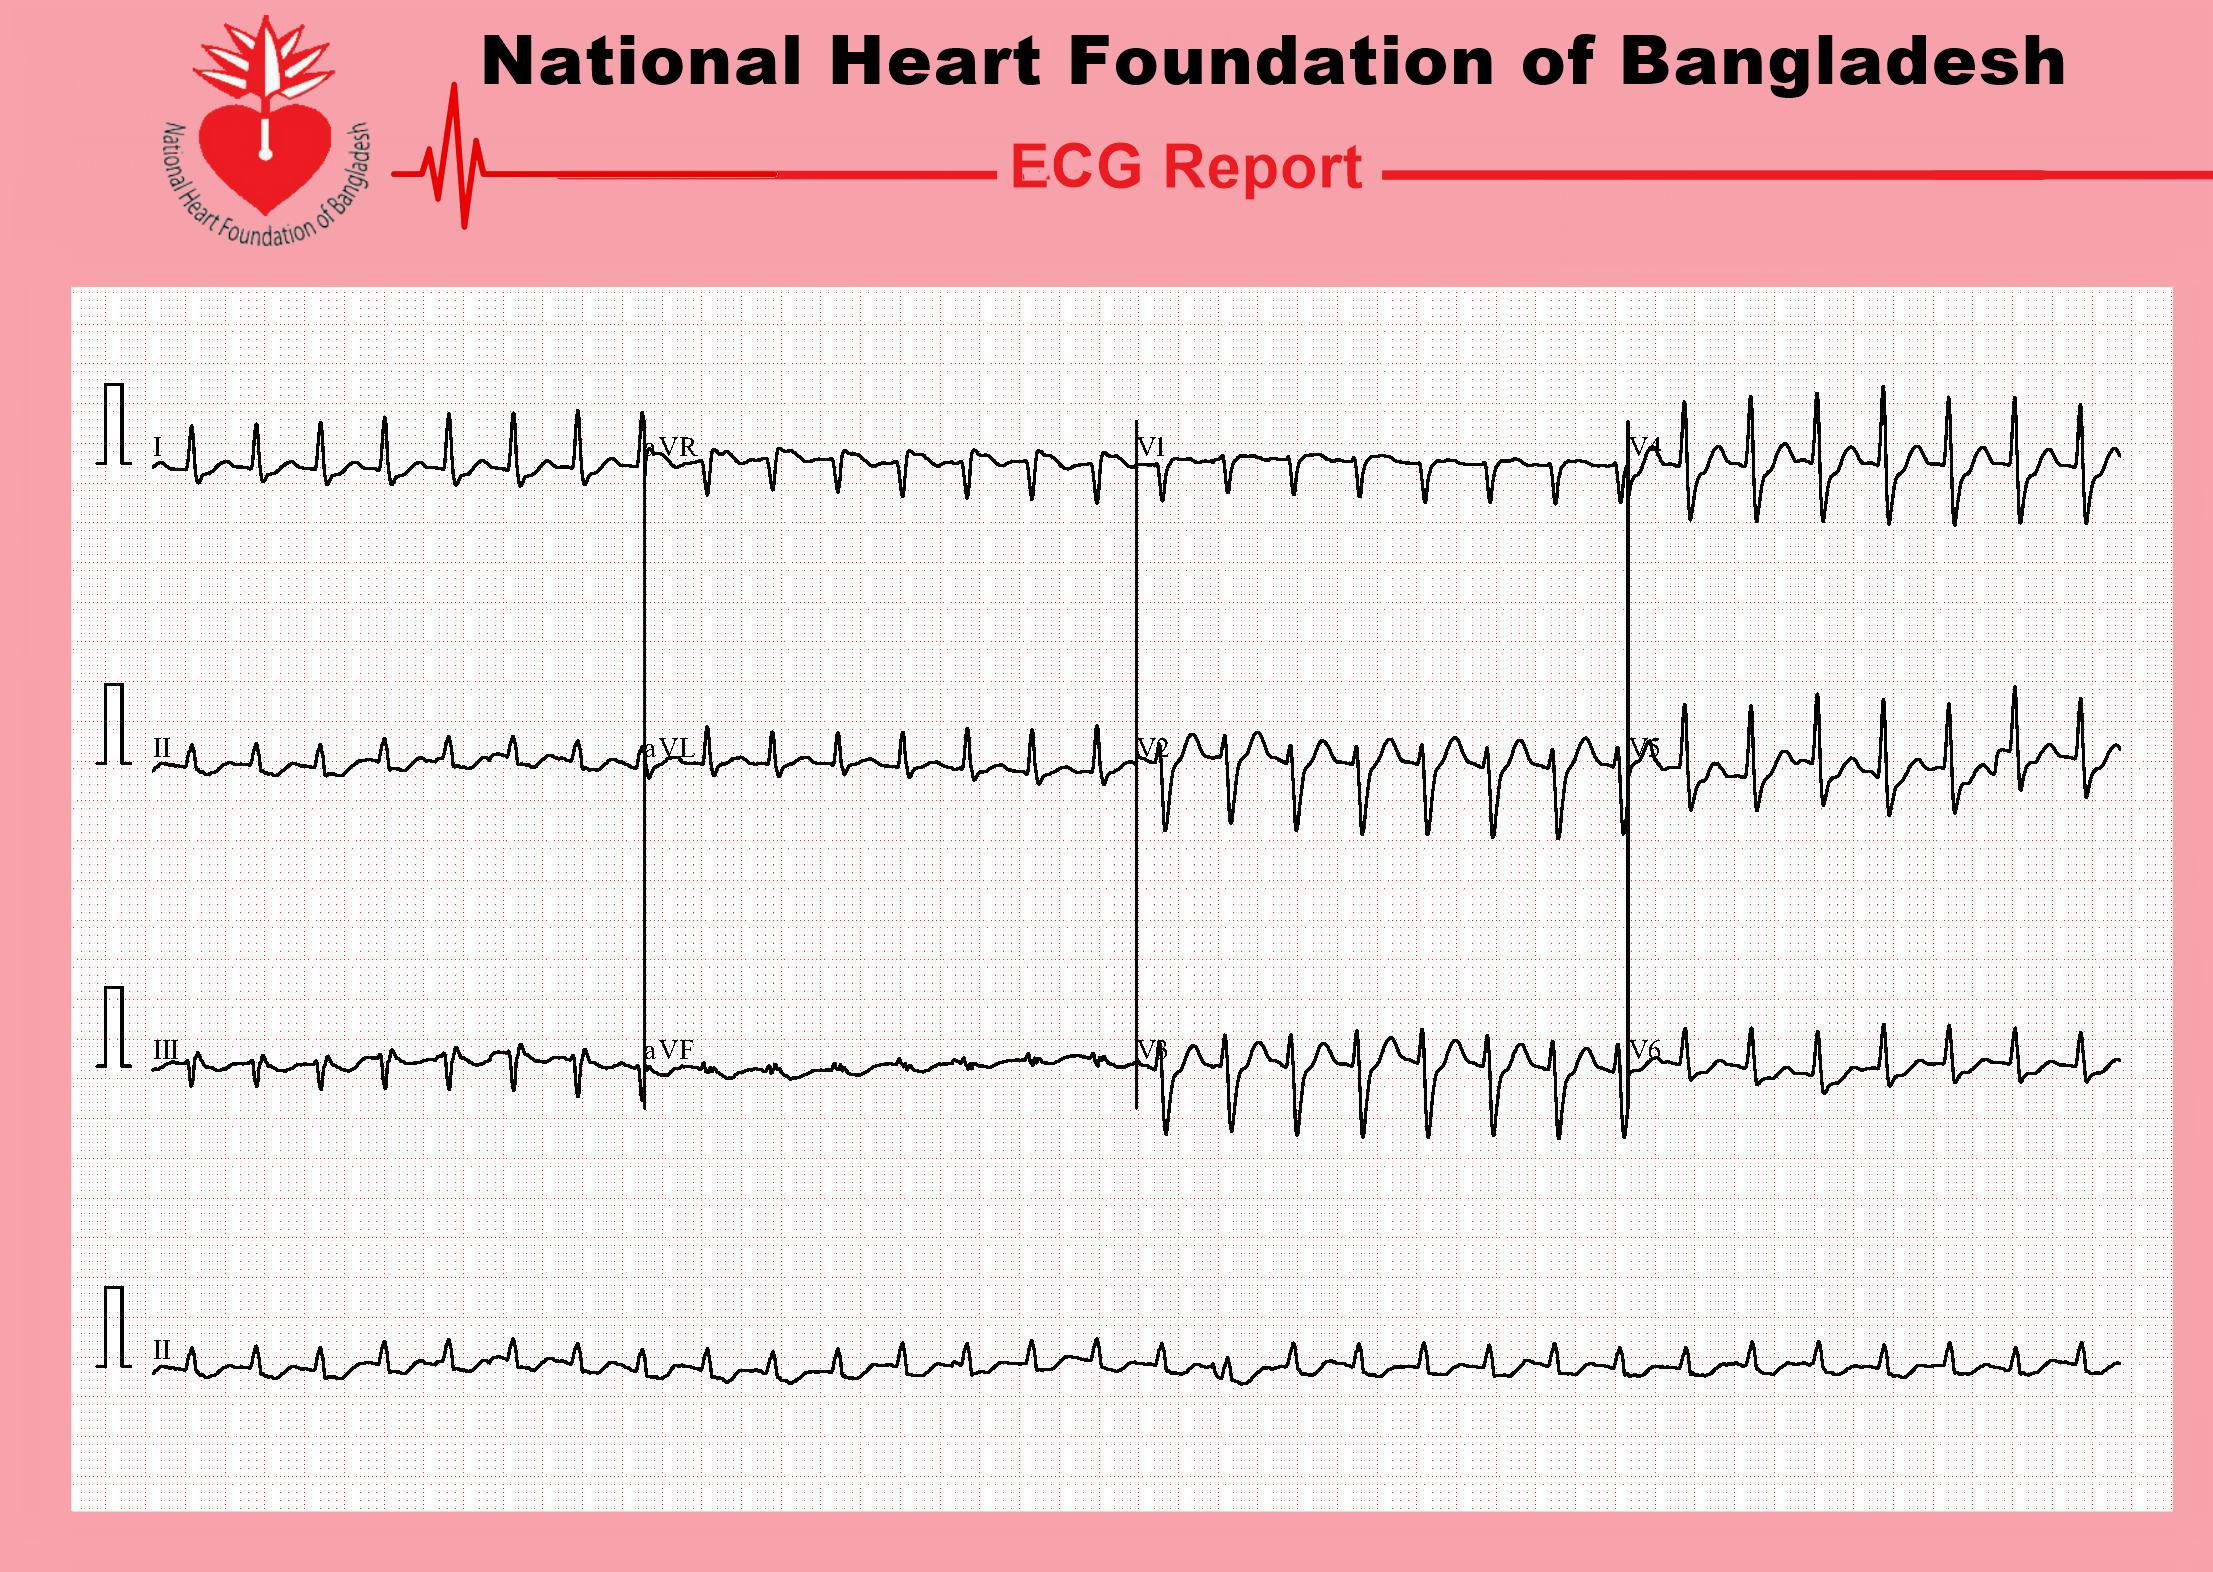 National Heart Foundation of Bangladesh
National Heart Foundation of Bangladesh
ECG Report
I aVR V1 V4
II aVL V2 V5
III aVF V3 V6
II